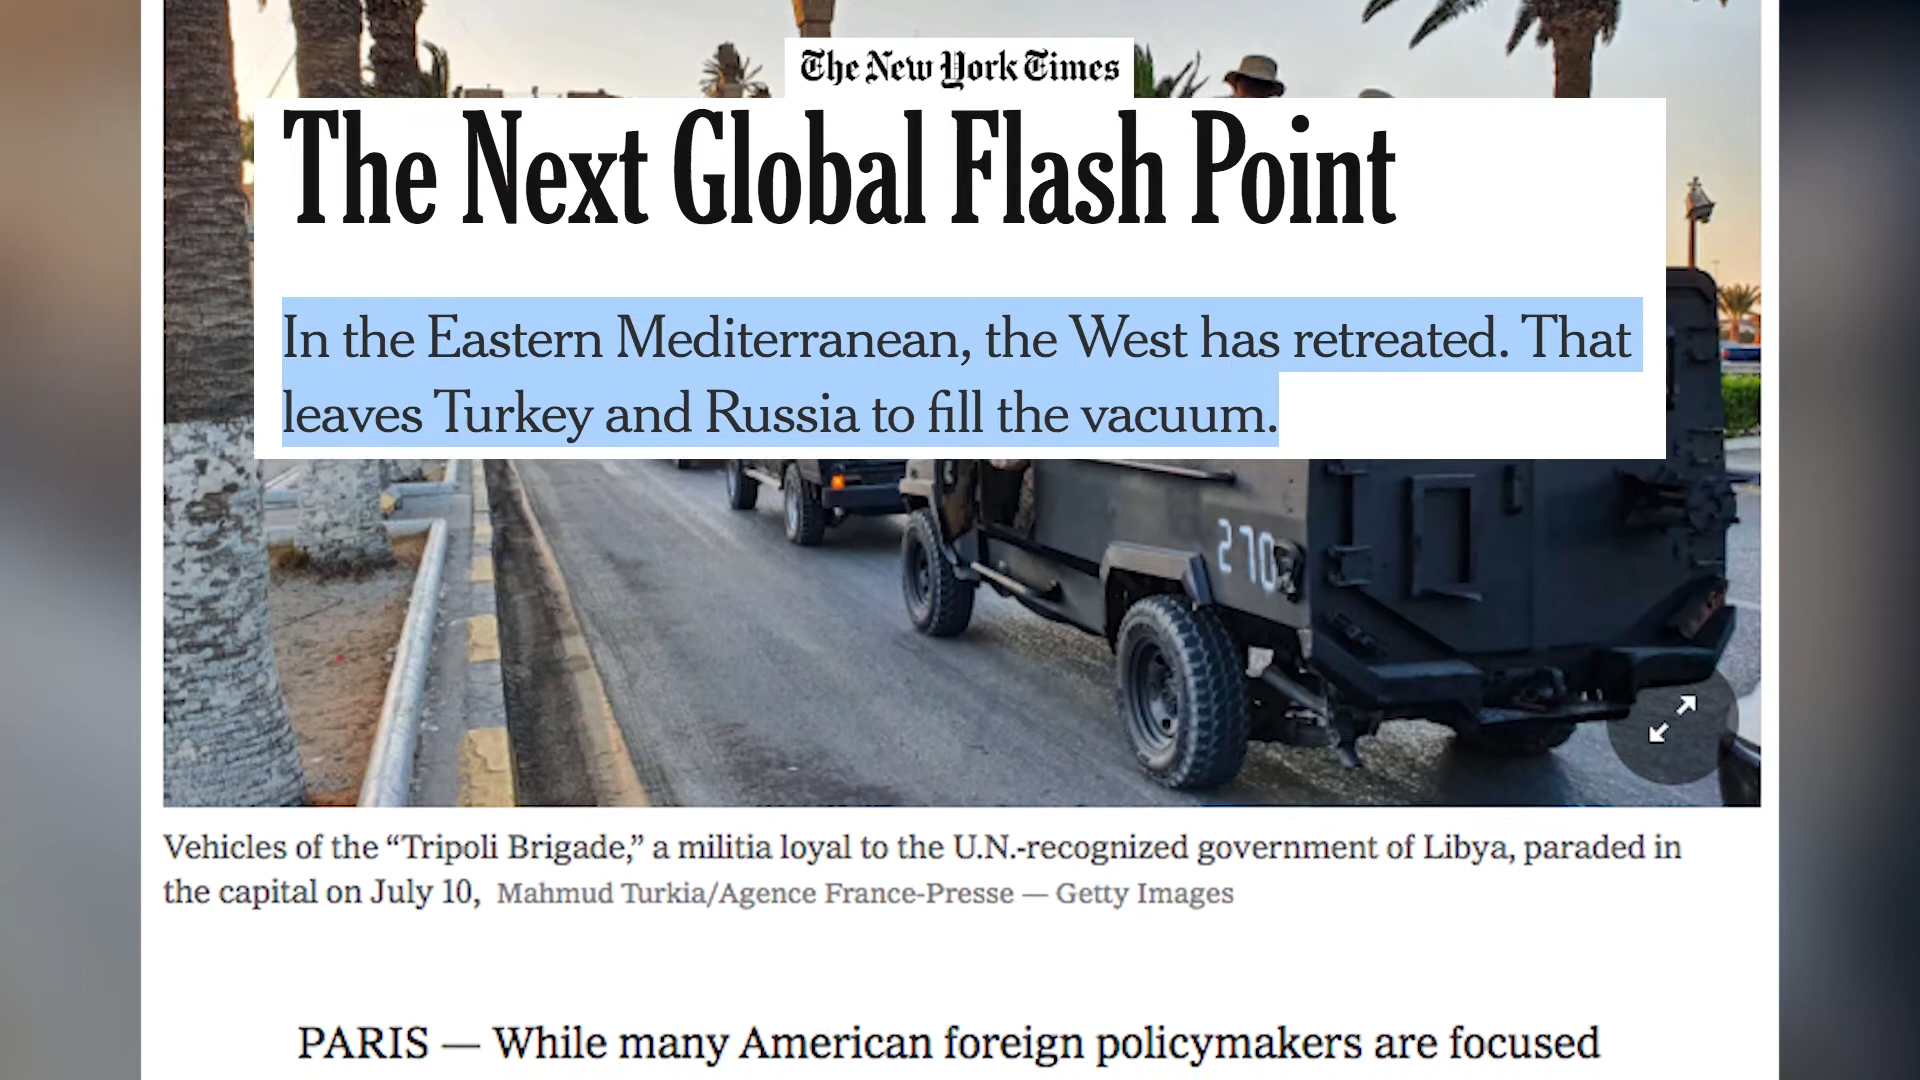 The New York Times
The Next Global Flash Point
In the Eastern Mediterranean, the West has retreated. That
leaves Turkey and Russia to fill the vacuum.
270
Vehicles of the “Tripoli Brigade,” a militia loyal to the U.N.-recognized government of Libya, paraded in
the capital on July 10, Mahmud Turkia/Agence France-Presse — Getty Images
PARIS — While many American foreign policymakers are focused